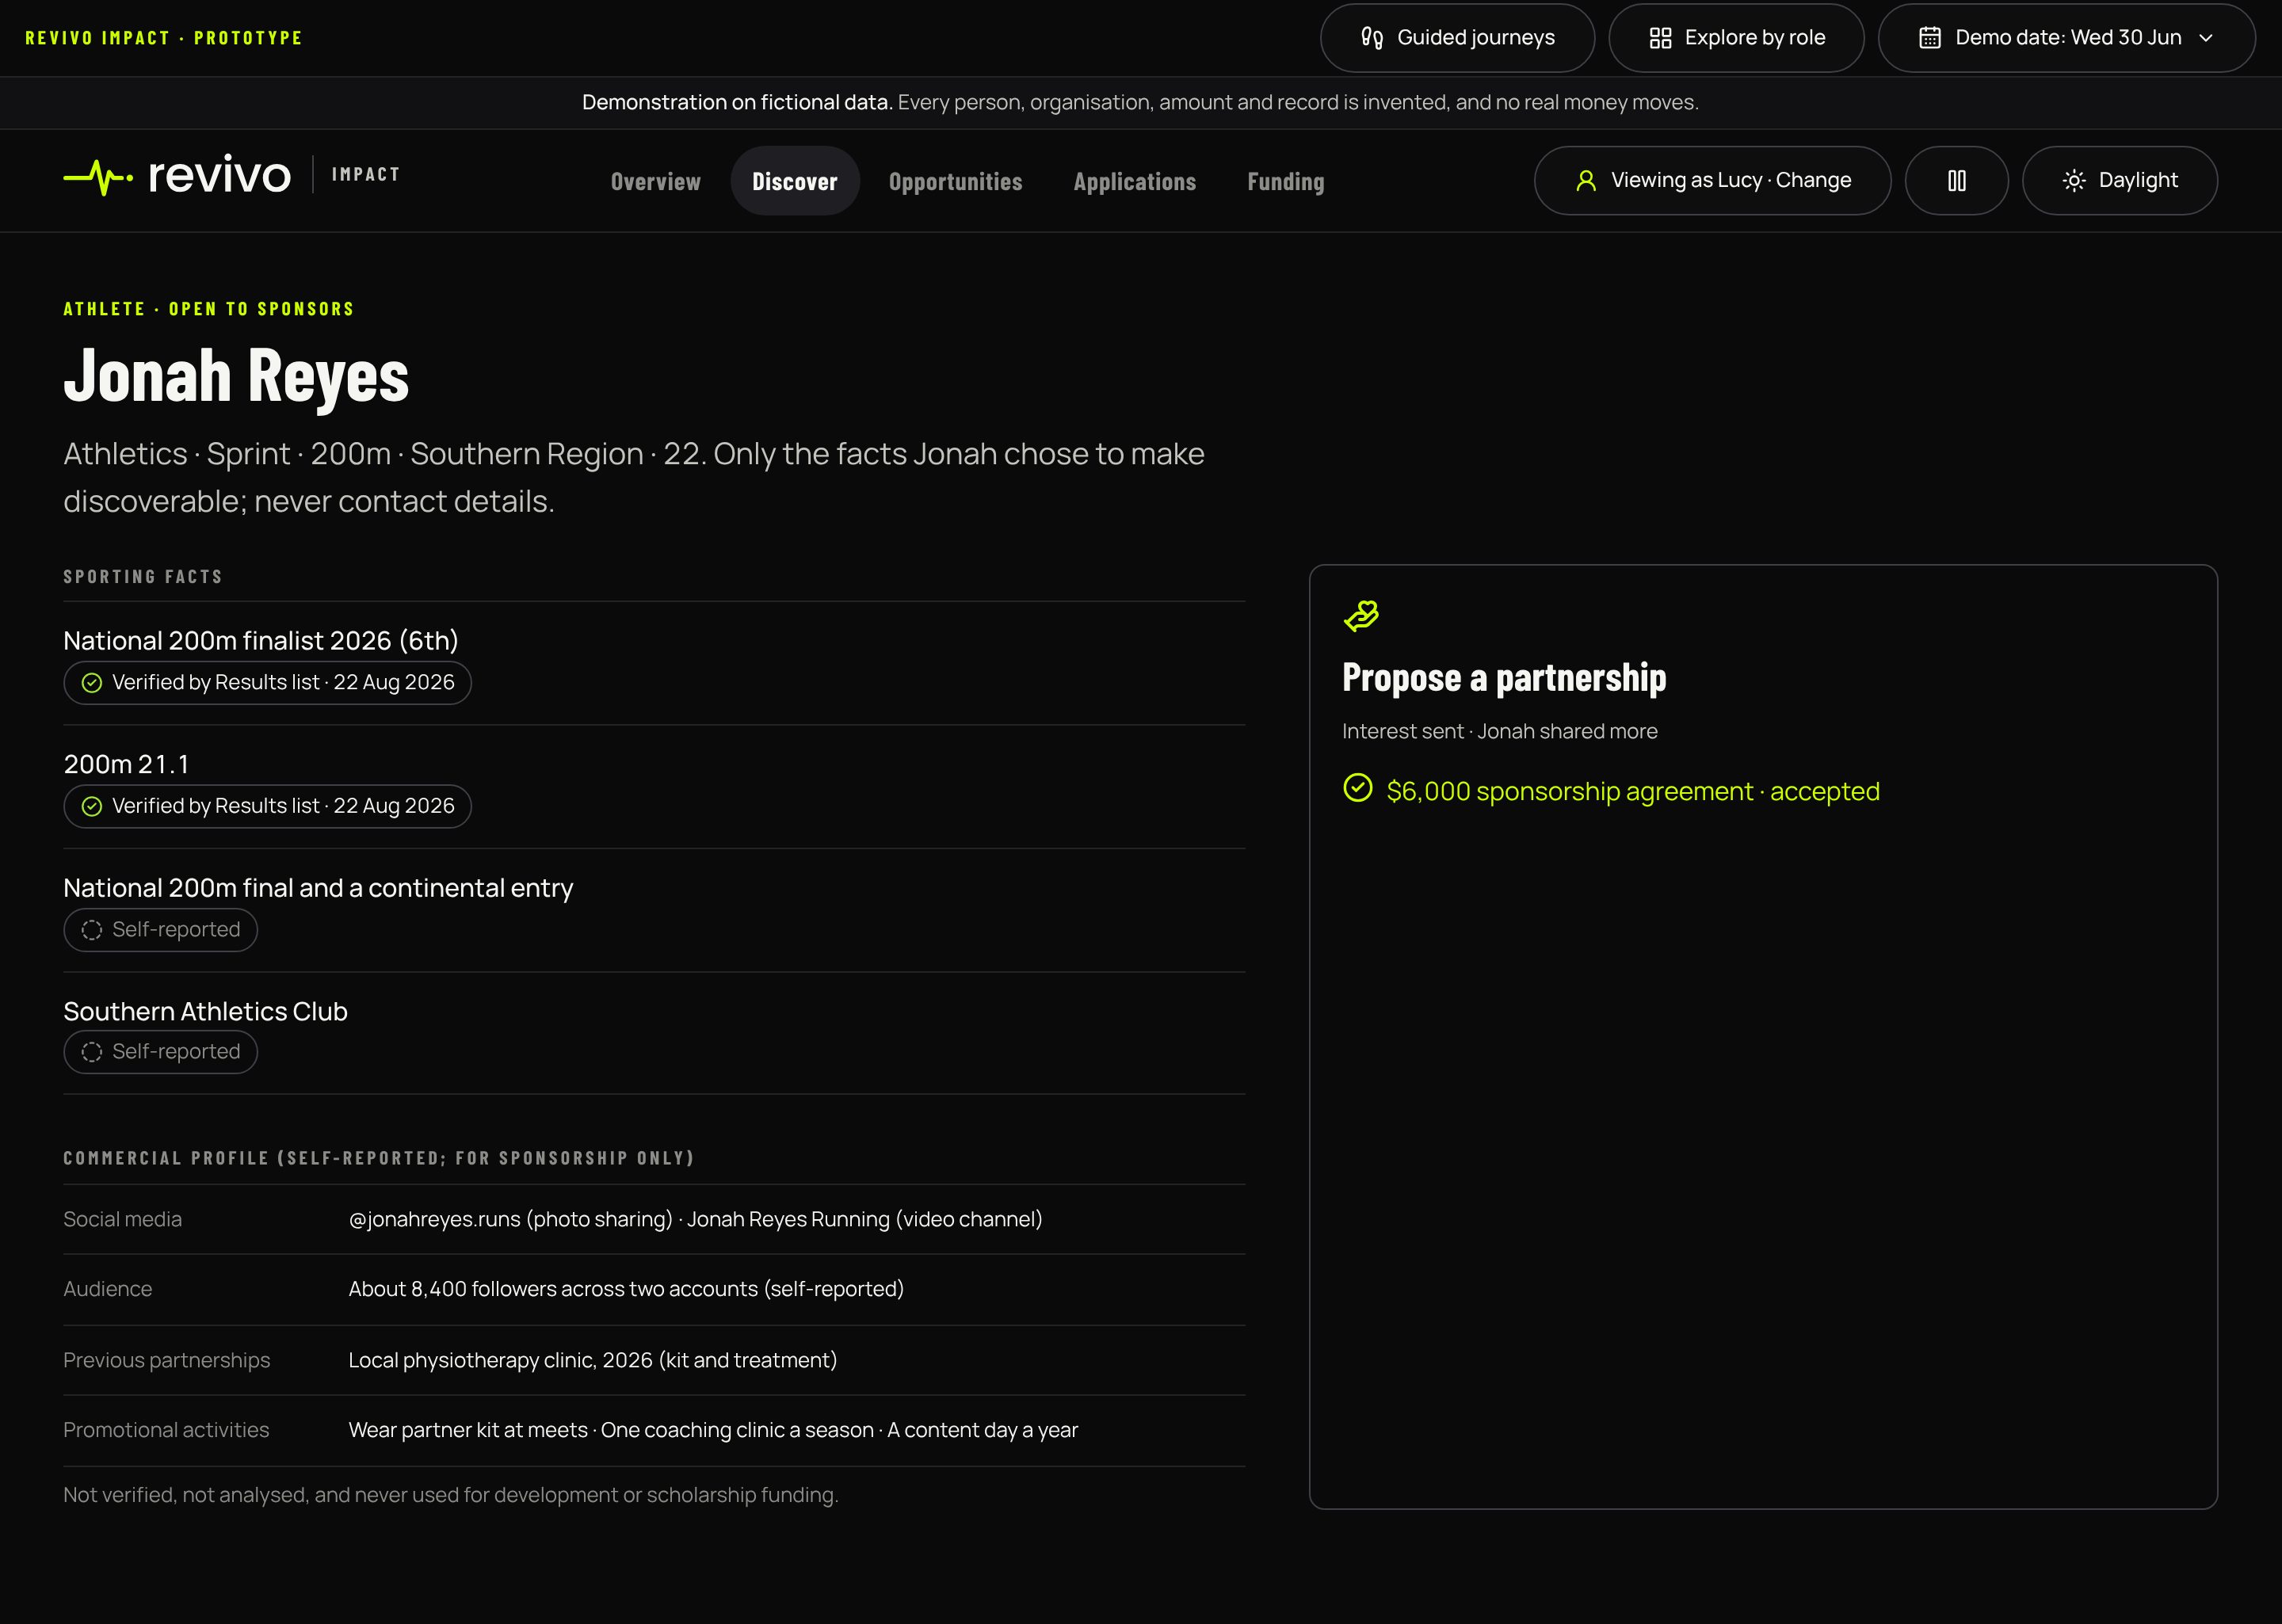 REVIVO IMPACT · PROTOTYPE
Guided journeys
Explore by role
Demo date: Wed 30 Jun
Demonstration on fictional data. Every person, organisation, amount and record is invented, and no real money moves.
revivo
IMPACT
Overview
Discover
Opportunities
Applications
Funding
Viewing as Lucy · Change
Daylight
ATHLETE · OPEN TO SPONSORS
Jonah Reyes
Athletics · Sprint · 200m · Southern Region · 22. Only the facts Jonah chose to make
discoverable; never contact details.
SPORTING FACTS
National 200m finalist 2026 (6th)
Verified by Results list · 22 Aug 2026
200m 21.1
Verified by Results list · 22 Aug 2026
National 200m final and a continental entry
Self-reported
Southern Athletics Club
Self-reported
COMMERCIAL PROFILE (SELF-REPORTED; FOR SPONSORSHIP ONLY)
Social media
@jonahreyes.runs (photo sharing) · Jonah Reyes Running (video channel)
Audience
About 8,400 followers across two accounts (self-reported)
Previous partnerships
Local physiotherapy clinic, 2026 (kit and treatment)
Promotional activities
Wear partner kit at meets · One coaching clinic a season · A content day a year
Not verified, not analysed, and never used for development or scholarship funding.
Propose a partnership
Interest sent · Jonah shared more
$6,000 sponsorship agreement · accepted